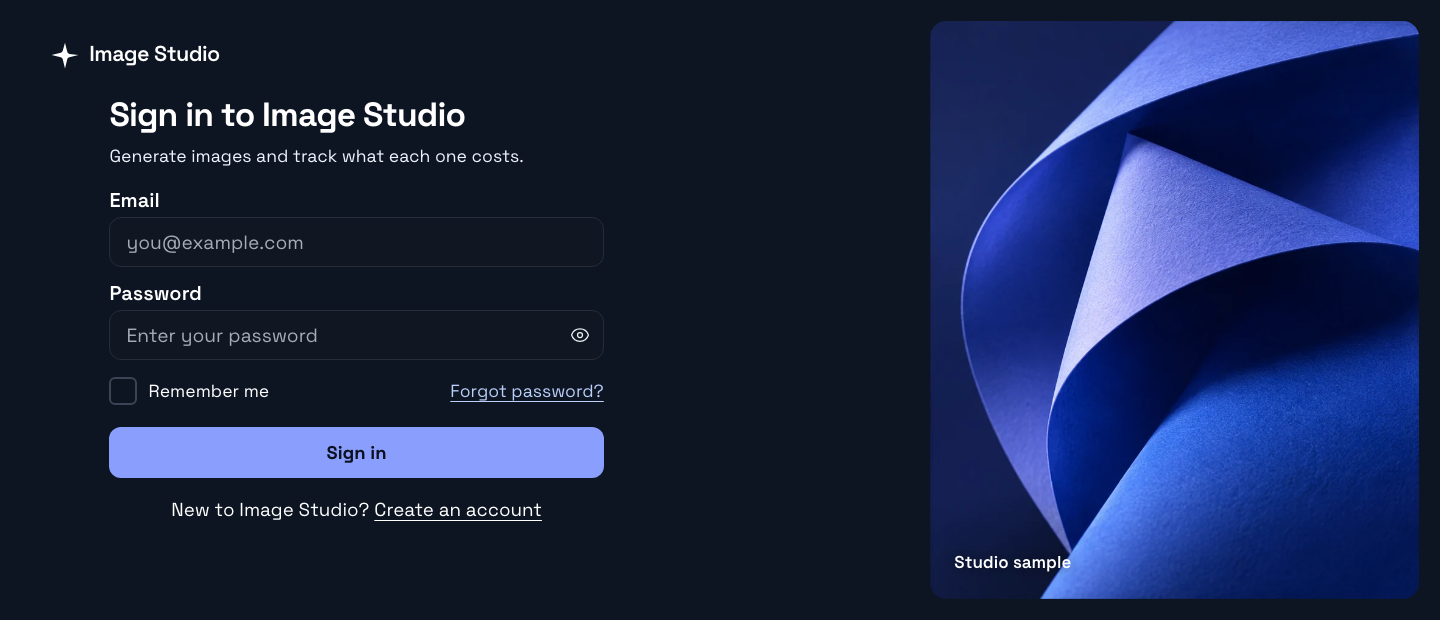 Image Studio
Sign in to Image Studio
Generate images and track what each one costs.
Email
you@example.com
Password
Enter your password
Remember me
Forgot password?
Sign in
New to Image Studio? Create an account
Studio sample